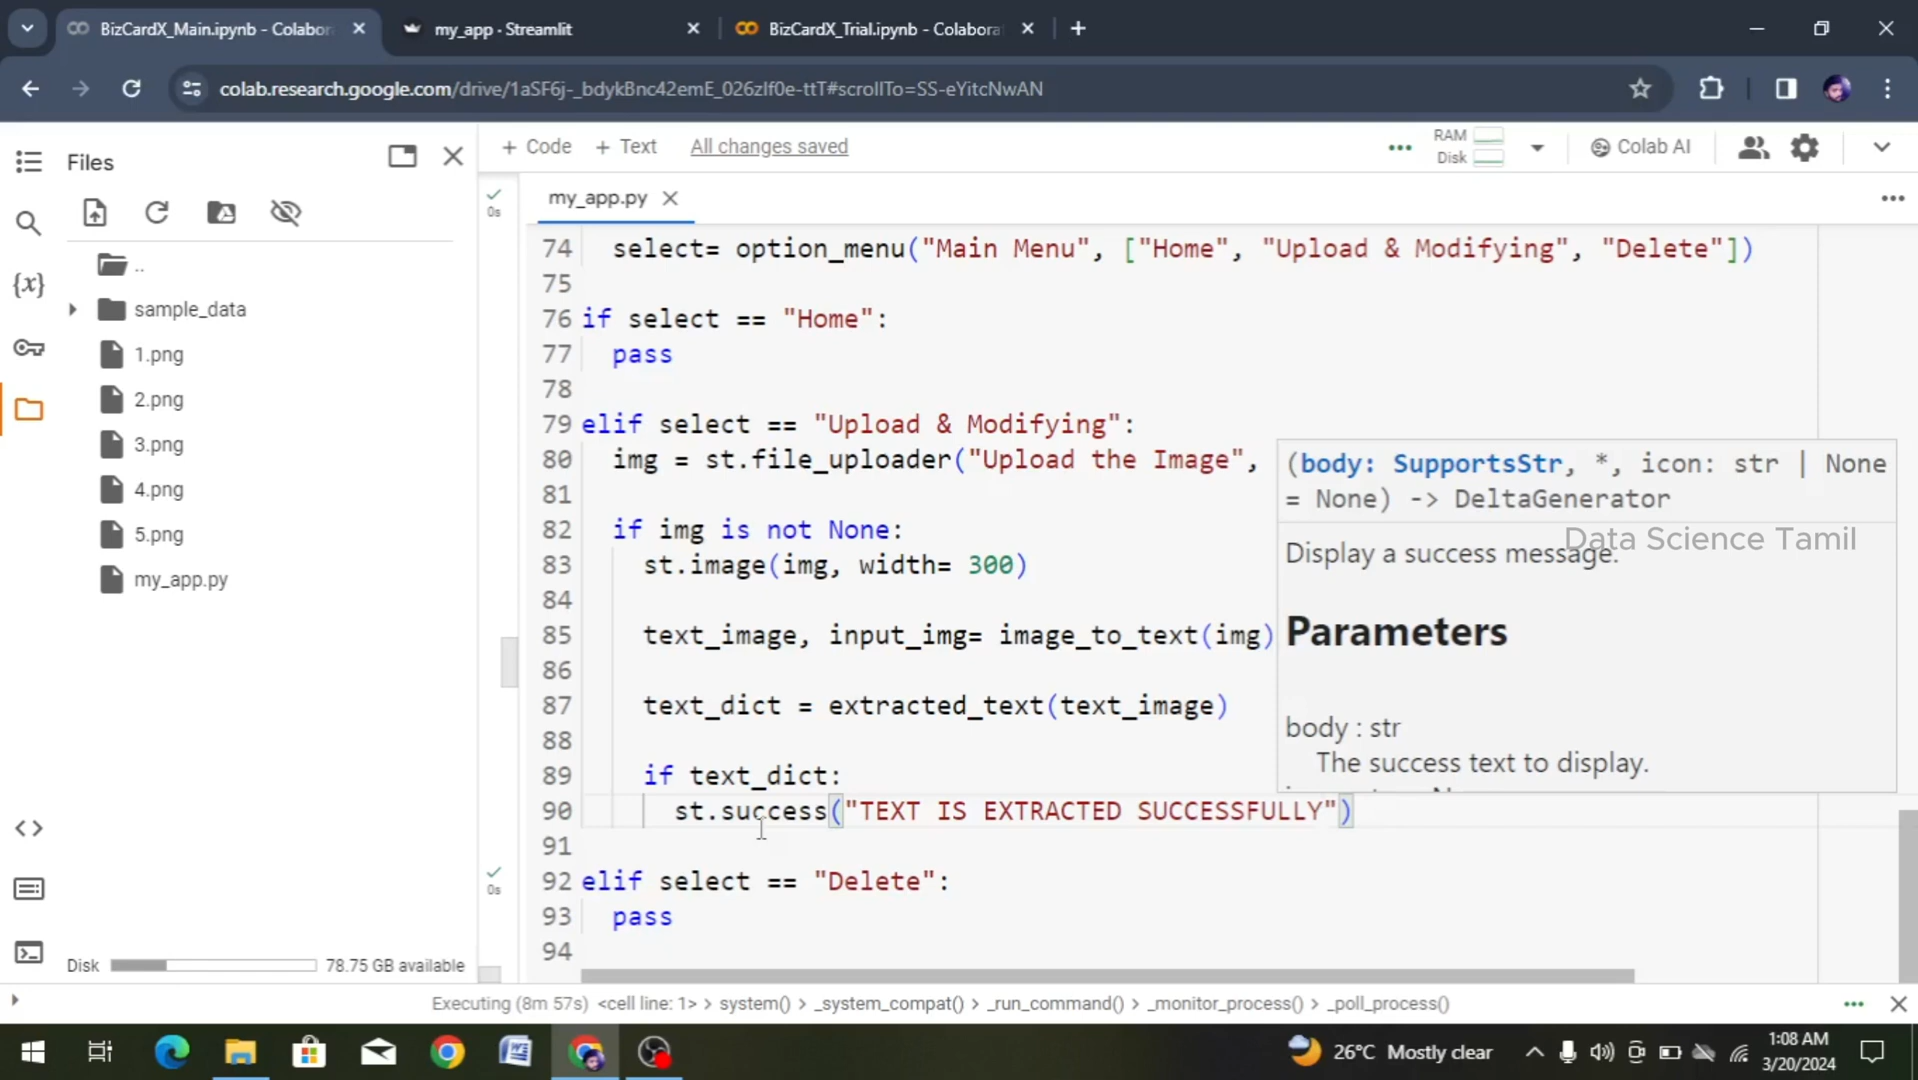 BizCardX_Main.ipynb - Colabor
my_app - Streamlit
BizCardX_Trial.ipynb - Colabora
colab.research.google.com/drive/1aSF6j-_bdykBnc42emE_026zIf0e-ttT#scrollTo=SS-eYitcNwAN
Files
+ Code + Text All changes saved
RAM
Disk
Colab AI
..
sample_data
1.png
2.png
3.png
4.png
5.png
my_app.py
Disk 78.75 GB available
0s
my_app.py
74 select= option_menu("Main Menu", ["Home", "Upload & Modifying", "Delete"])
75
76 if select == "Home":
77 pass
78
79 elif select == "Upload & Modifying":
80 img = st.file_uploader("Upload the Image",
81
82 if img is not None:
83 st.image(img, width= 300)
84
85 text_image, input_img= image_to_text(img)
86
87 text_dict = extracted_text(text_image)
88
89 if text_dict:
90 st.success("TEXT IS EXTRACTED SUCCESSFULLY")
91
92 elif select == "Delete":
93 pass
94
0s
(body: SupportsStr, *, icon: str | None
= None) -> DeltaGenerator
Display a success message.
Data Science Tamil
Parameters
body : str
The success text to display.
Executing (8m 57s) <cell line: 1> > system() > _system_compat() > _run_command() > _monitor_process() > _poll_process()
26°C Mostly clear
1:08 AM
3/20/2024